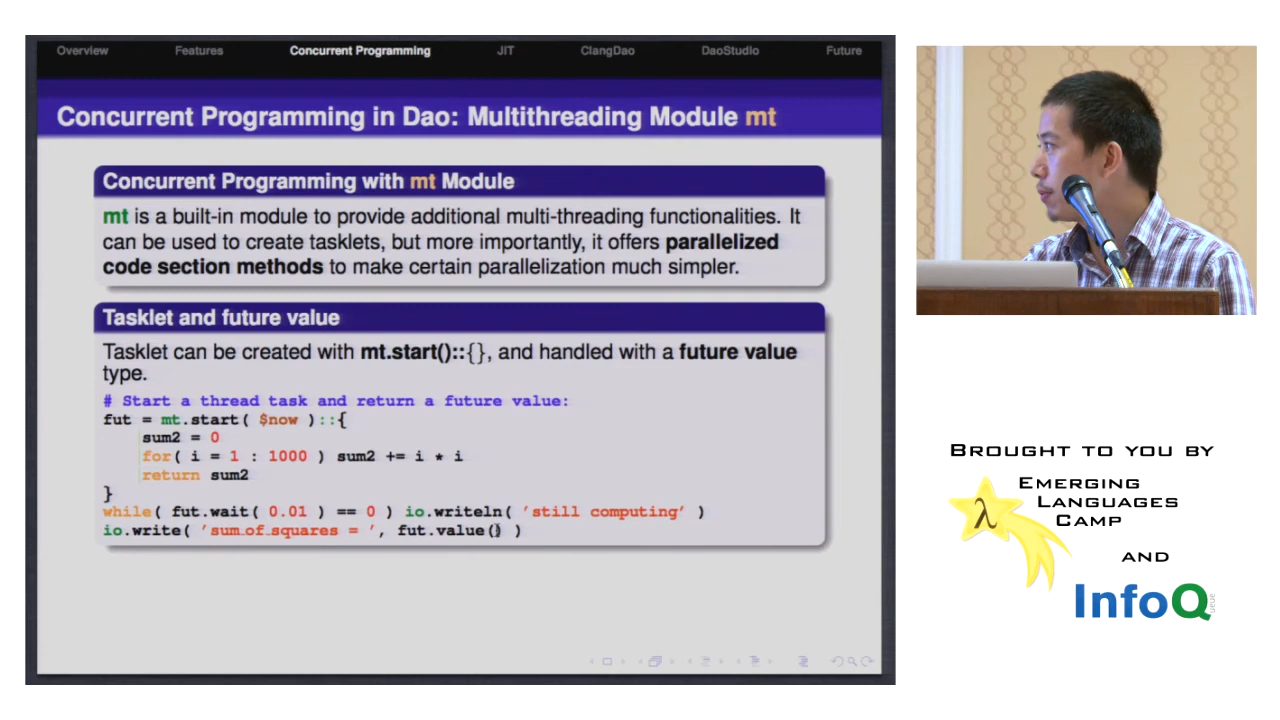 Overview Features Concurrent Programming JIT ClangDao DaoStudio Future
Concurrent Programming in Dao: Multithreading Module mt
Concurrent Programming with mt Module
mt is a built-in module to provide additional multi-threading functionalities. It
can be used to create tasklets, but more importantly, it offers parallelized
code section methods to make certain parallelization much simpler.
Tasklet and future value
Tasklet can be created with mt.start()::{}, and handled with a future value
type.
# Start a thread task and return a future value:
fut = mt.start( $now )::{
sum2 = 0
for( i = 1 : 1000 ) sum2 += i * i
return sum2
}
while( fut.wait( 0.01 ) == 0 ) io.writeln( 'still computing' )
io.write( 'sum_of_squares = ', fut.value() )
BROUGHT TO YOU BY
EMERGING
LANGUAGES
CAMP
λ
AND
InfoQ
ueue